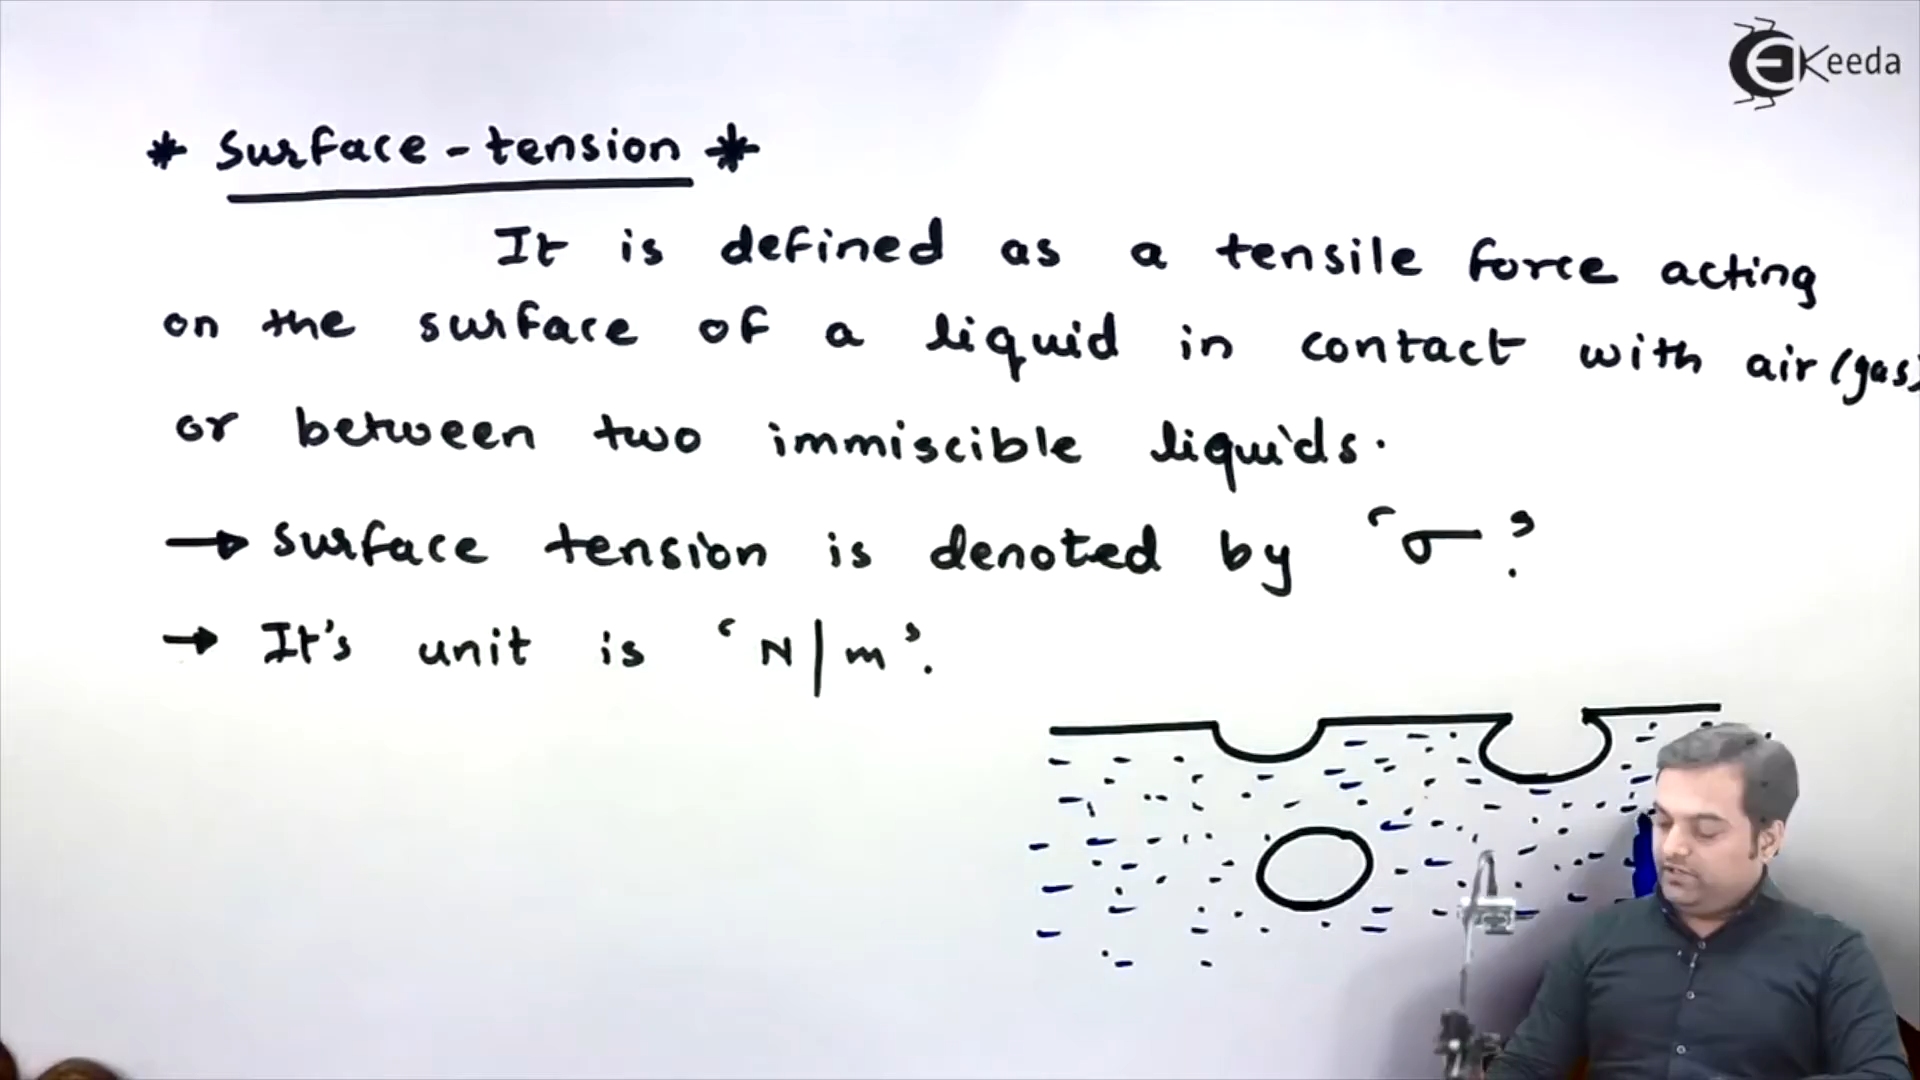 EKeeda
* Surface-tension *
It is defined as a tensile force acting
on the surface of a liquid in contact with air (gas)
or between two immiscible liquids.
→ Surface tension is denoted by 'σ'.
→ It's unit is 'N|m'.